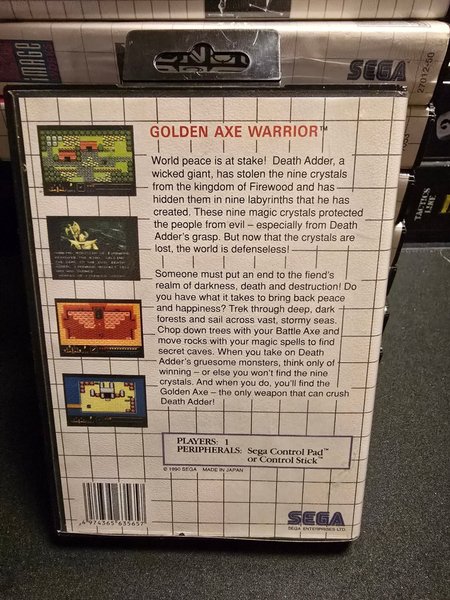 IMAGE
SEGA
27012-50
GOLDEN AXE WARRIOR™
World peace is at stake! Death Adder, a
wicked giant, has stolen the nine crystals
from the kingdom of Firewood and has
hidden them in nine labyrinths that he has
created. These nine magic crystals protected
the people from evil – especially from Death
Adder's grasp. But now that the crystals are
lost, the world is defenseless!
Someone must put an end to the fiend's
realm of darkness, death and destruction! Do
you have what it takes to bring back peace
and happiness? Trek through deep, dark
forests and sail across vast, stormy seas.
Chop down trees with your Battle Axe and
move rocks with your magic spells to find
secret caves. When you take on Death
Adder's gruesome monsters, think only of
winning – or else you won't find the nine
crystals. And when you do, you'll find the
Golden Axe – the only weapon that can crush
Death Adder!
PLAYERS: 1
PERIPHERALS: Sega Control Pad™
or Control Stick™
© 1990 SEGA MADE IN JAPAN
6 974365 635657
SEGA
SEGA ENTERPRISES LTD.